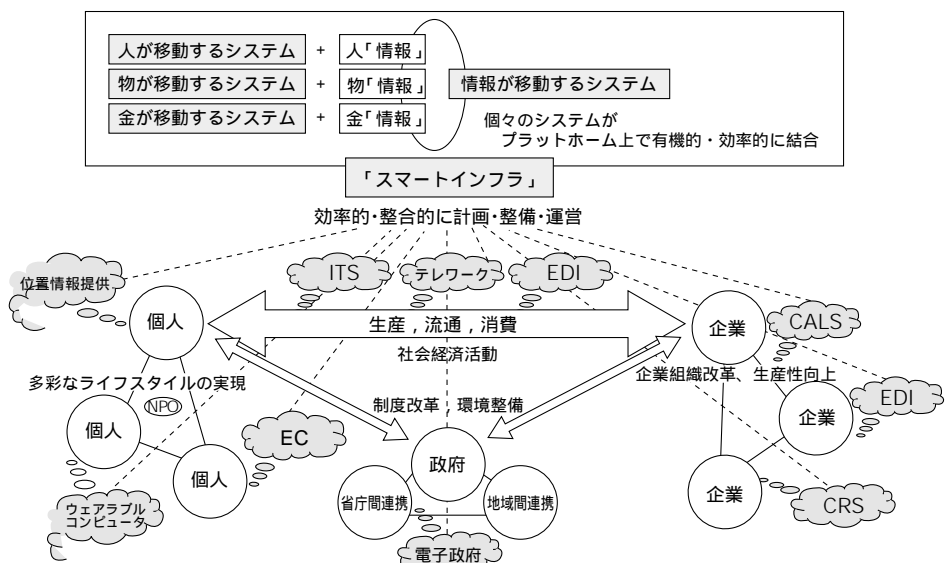 人が移動するシステム + 人「情報」
物が移動するシステム + 物「情報」 情報が移動するシステム
金が移動するシステム + 金「情報」
個々のシステムが
プラットホーム上で有機的・効率的に結合
「スマートインフラ」
効率的・整合的に計画・整備・運営
位置情報提供
ITS
テレワーク
EDI
個人
生産，流通，消費
企業
CALS
社会経済活動
多彩なライフスタイルの実現
企業組織改革、生産性向上
NPO
制度改革，環境整備
EDI
個人
EC
企業
政府
個人
企業
省庁間連携
地域間連携
CRS
ウェアラブル
コンピュータ
電子政府